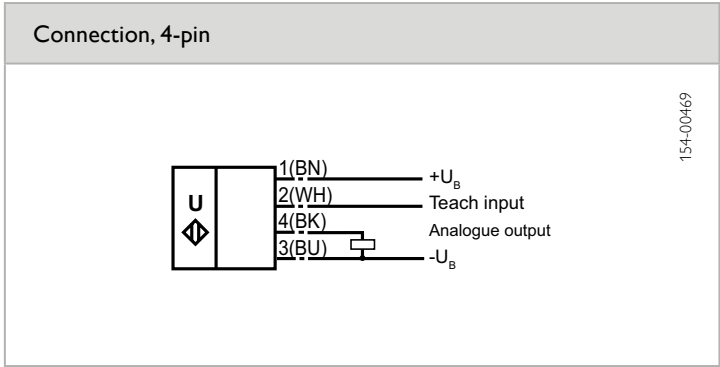 Connection, 4-pin
154-00469
U
1(BN)
+U_B
2(WH)
Teach input
4(BK)
Analogue output
3(BU)
-U_B